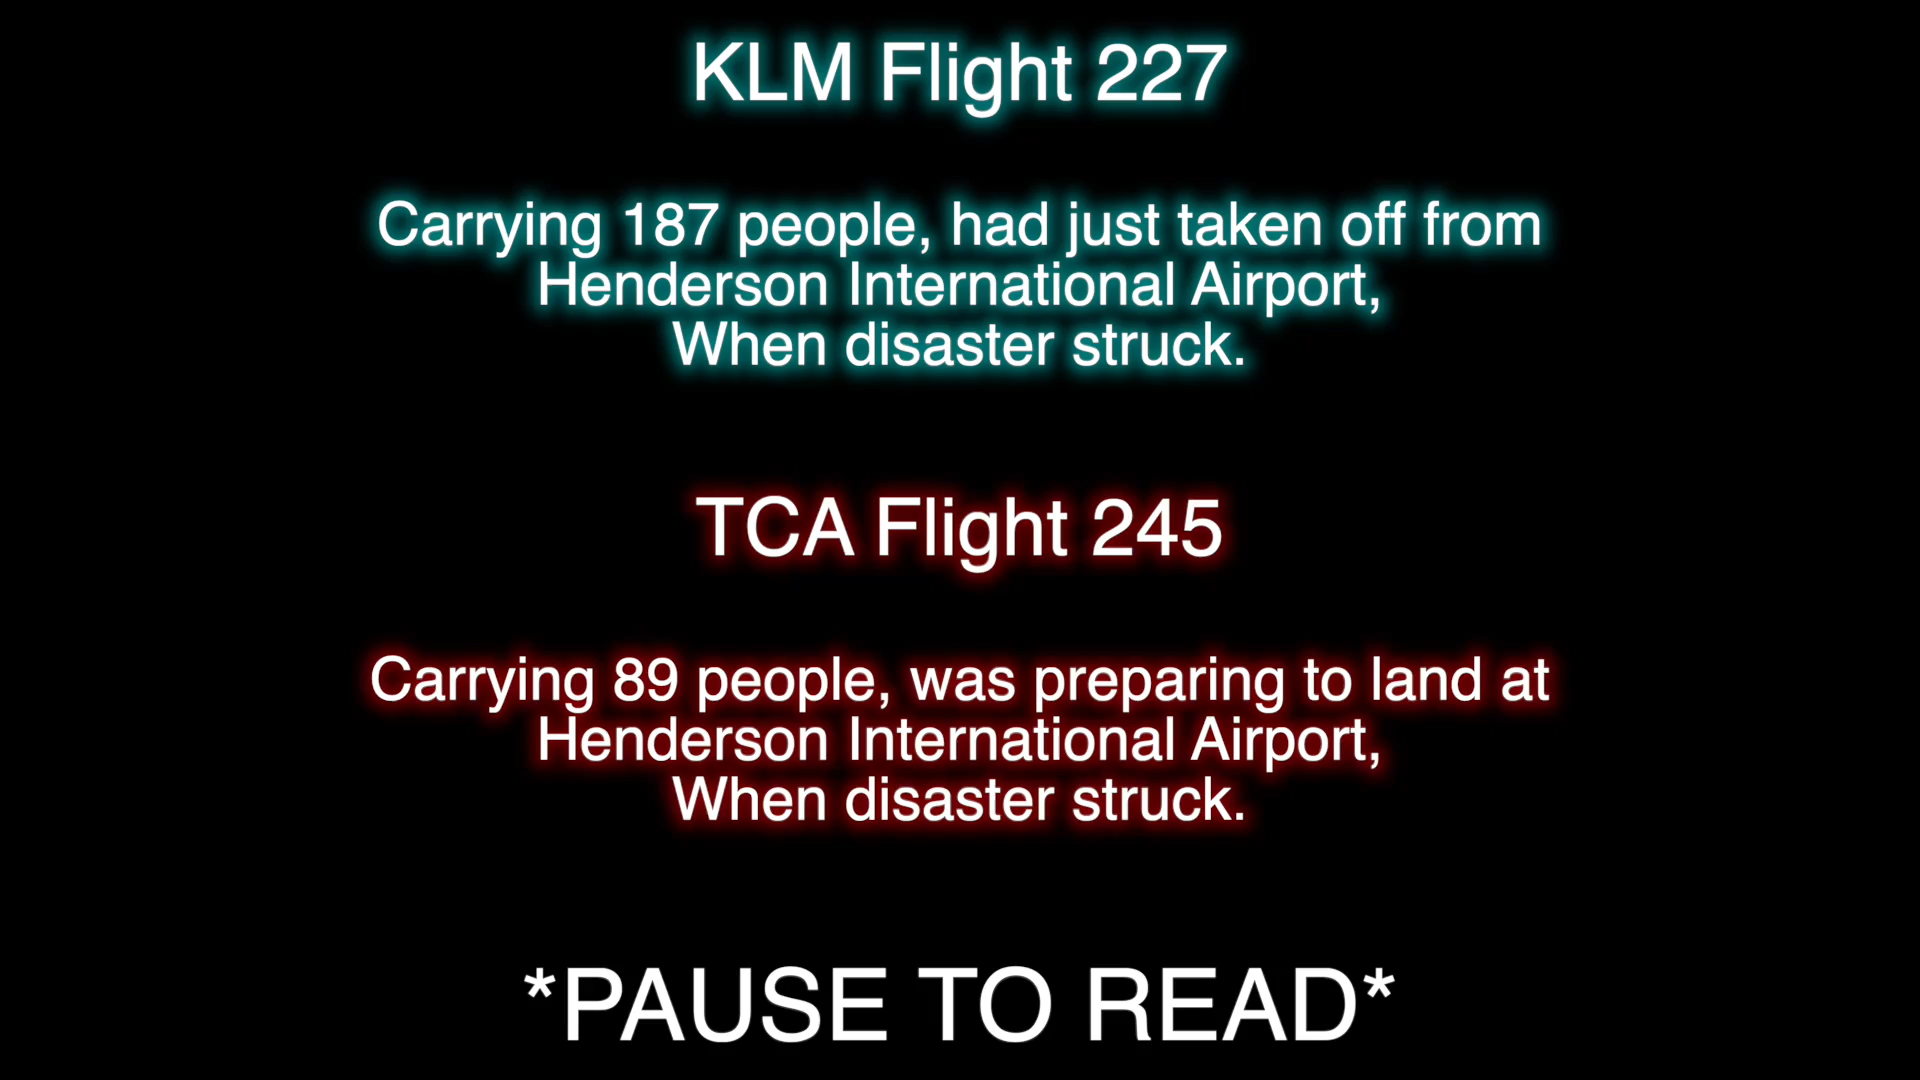 KLM Flight 227
Carrying 187 people, had just taken off from
Henderson International Airport,
When disaster struck.
TCA Flight 245
Carrying 89 people, was preparing to land at
Henderson International Airport,
When disaster struck.
*PAUSE TO READ*